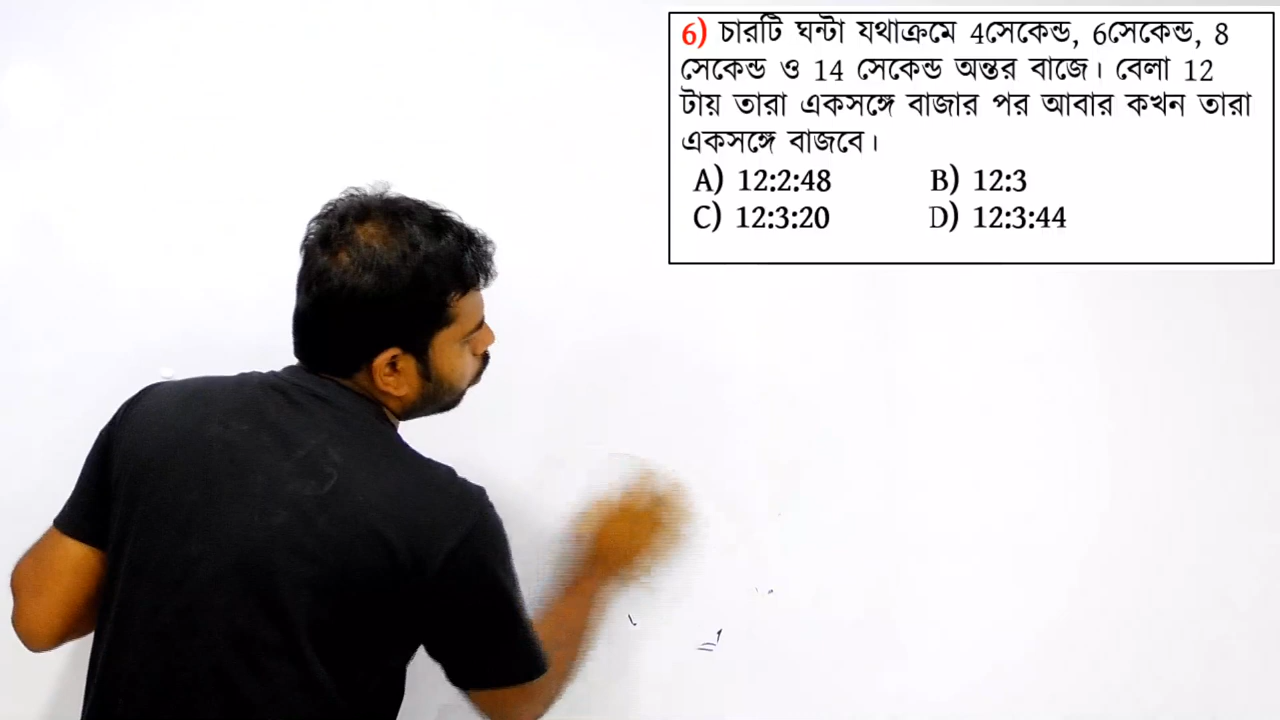 6) চারটি ঘন্টা যথাক্রমে 4সেকেন্ড, 6সেকেন্ড, 8
সেকেন্ড ও 14 সেকেন্ড অন্তর বাজে। বেলা 12
টায় তারা একসঙ্গে বাজার পর আবার কখন তারা
একসঙ্গে বাজবে।
A) 12:2:48 B) 12:3
C) 12:3:20 D) 12:3:44